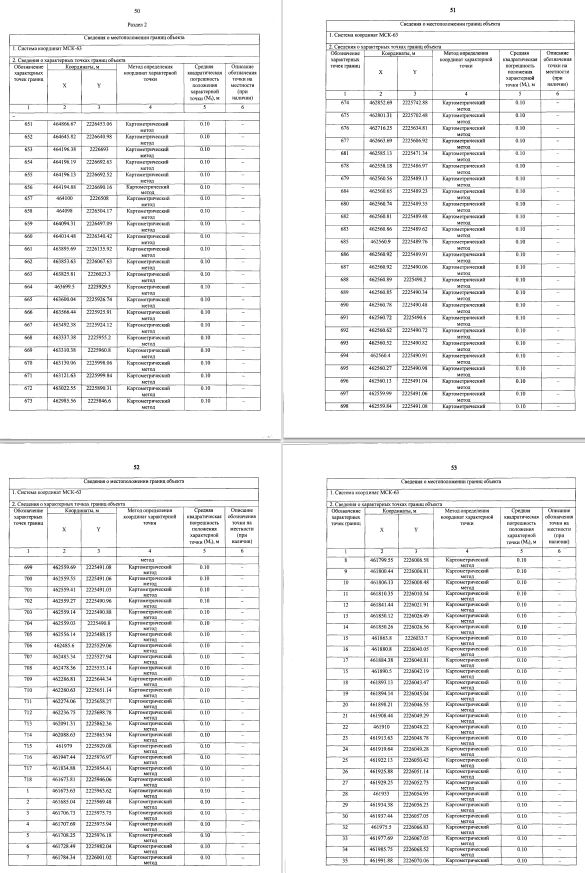 50
Раздел 2
Сведения о местоположении границ объекта
1. Система координат МСК-63
2. Сведения о характерных точках границ объекта
Обозначение характерных точек границ
Координаты, м
X Y
Метод определения координат характерной точки
Средняя квадратическая погрешность положения характерной точки (Mt), м
Описание обозначения точки на местности (при наличии)
1 2 3 4 5 6
651 464866.67 2226453.06 Картометрический метод 0.10 –
652 464645.82 2226640.98 Картометрический метод 0.10 –
653 464196.38 2226693 Картометрический метод 0.10 –
654 464196.19 2226692.63 Картометрический метод 0.10 –
655 464196.13 2226692.52 Картометрический метод 0.10 –
656 464194.88 2226690.16 Картометрический метод 0.10 –
657 464100 2226508 Картометрический метод 0.10 –
658 464098 2226504.17 Картометрический метод 0.10 –
659 464094.31 2226497.09 Картометрический метод 0.10 –
660 464014.48 2226340.42 Картометрический метод 0.10 –
661 463895.69 2226135.92 Картометрический метод 0.10 –
662 463853.63 2226067.63 Картометрический метод 0.10 –
663 463825.81 2226023.3 Картометрический метод 0.10 –
664 463699.5 2225929.5 Картометрический метод 0.10 –
665 463600.04 2225926.74 Картометрический метод 0.10 –
666 463566.44 2225925.91 Картометрический метод 0.10 –
667 463492.38 2225924.12 Картометрический метод 0.10 –
668 463337.38 2225955.2 Картометрический метод 0.10 –
669 463310.38 2225960.8 Картометрический метод 0.10 –
670 463130.06 2225998.06 Картометрический метод 0.10 –
671 463121.63 2225999.84 Картометрический метод 0.10 –
672 463022.55 2225890.31 Картометрический метод 0.10 –
673 462985.56 2225846.6 Картометрический метод 0.10 –
51
Сведения о местоположении границ объекта
1. Система координат МСК-63
2. Сведения о характерных точках границ объекта
Обозначение характерных точек границ
Координаты, м
X Y
Метод определения координат характерной точки
Средняя квадратическая погрешность положения характерной точки (Mt), м
Описание обозначения точки на местности (при наличии)
1 2 3 4 5 6
674 462852.69 2225742.88 Картометрический метод 0.10 –
675 462801.31 2225702.48 Картометрический метод 0.10 –
676 462716.25 2225634.81 Картометрический метод 0.10 –
677 462663.69 2225606.92 Картометрический метод 0.10 –
681 462585.13 2225471.34 Картометрический метод 0.10 –
678 462558.18 2225486.97 Картометрический метод 0.10 –
679 462560.56 2225489.13 Картометрический метод 0.10 –
684 462560.65 2225489.23 Картометрический метод 0.10 –
680 462560.74 2225489.35 Картометрический метод 0.10 –
682 462560.81 2225489.48 Картометрический метод 0.10 –
683 462560.86 2225489.62 Картометрический метод 0.10 –
685 462560.9 2225489.76 Картометрический метод 0.10 –
686 462560.92 2225489.91 Картометрический метод 0.10 –
687 462560.92 2225490.06 Картометрический метод 0.10 –
688 462560.89 2225490.2 Картометрический метод 0.10 –
689 462560.85 2225490.34 Картометрический метод 0.10 –
690 462560.78 2225490.48 Картометрический метод 0.10 –
691 462560.72 2225490.6 Картометрический метод 0.10 –
692 462560.62 2225490.72 Картометрический метод 0.10 –
693 462560.52 2225490.82 Картометрический метод 0.10 –
694 462560.4 2225490.91 Картометрический метод 0.10 –
695 462560.27 2225490.98 Картометрический метод 0.10 –
696 462560.13 2225491.04 Картометрический метод 0.10 –
697 462559.99 2225491.06 Картометрический метод 0.10 –
698 462559.84 2225491.08 Картометрический 0.10 –
52
Сведения о местоположении границ объекта
1. Система координат МСК-63
2. Сведения о характерных точках границ объекта
Обозначение характерных точек границ
Координаты, м
X Y
Метод определения координат характерной точки
Средняя квадратическая погрешность положения характерной точки (Mt), м
Описание обозначения точки на местности (при наличии)
1 2 3 4 5 6
метод
699 462559.69 2225491.08 Картометрический метод 0.10 –
700 462559.55 2225491.06 Картометрический метод 0.10 –
701 462559.41 2225491.03 Картометрический метод 0.10 –
702 462559.27 2225490.96 Картометрический метод 0.10 –
703 462559.14 2225490.88 Картометрический метод 0.10 –
704 462559.03 2225490.8 Картометрический метод 0.10 –
705 462556.14 2225488.15 Картометрический метод 0.10 –
706 462485.6 2225529.06 Картометрический метод 0.10 –
707 462483.54 2225527.94 Картометрический метод 0.10 –
708 462478.36 2225533.14 Картометрический метод 0.10 –
709 462286.81 2225644.34 Картометрический метод 0.10 –
710 462280.63 2225651.14 Картометрический метод 0.10 –
711 462274.06 2225658.27 Картометрический метод 0.10 –
712 462236.75 2225698.78 Картометрический метод 0.10 –
713 462091.31 2225862.36 Картометрический метод 0.10 –
714 462088.63 2225863.94 Картометрический метод 0.10 –
715 461979 2225929.08 Картометрический метод 0.10 –
716 461947.44 2225976.97 Картометрический метод 0.10 –
717 461834.88 2225954.41 Картометрический метод 0.10 –
718 461673.81 2225946.06 Картометрический метод 0.10 –
1 461673.63 2225963.62 Картометрический метод 0.10 –
2 461685.04 2225969.48 Картометрический метод 0.10 –
3 461706.73 2225975.75 Картометрический метод 0.10 –
4 461707.69 2225975.94 Картометрический метод 0.10 –
5 461708.25 2225976.18 Картометрический метод 0.10 –
6 461728.49 2225982.04 Картометрический метод 0.10 –
7 461784.34 2226001.02 Картометрический метод 0.10 –
53
Сведения о местоположении границ объекта
1. Система координат МСК-63
2. Сведения о характерных точках границ объекта
Обозначение характерных точек границ
Координаты, м
X Y
Метод определения координат характерной точки
Средняя квадратическая погрешность положения характерной точки (Mt), м
Описание обозначения точки на местности (при наличии)
1 2 3 4 5 6
8 461799.55 2226006.58 Картометрический метод 0.10 –
9 461800.44 2226006.81 Картометрический метод 0.10 –
10 461806.13 2226008.48 Картометрический метод 0.10 –
11 461810.35 2226010.54 Картометрический метод 0.10 –
12 461841.44 2226021.91 Картометрический метод 0.10 –
13 461850.12 2226026.49 Картометрический метод 0.10 –
14 461850.26 2226026.56 Картометрический метод 0.10 –
15 461865.8 2226033.7 Картометрический метод 0.10 –
16 461880.8 2226040.05 Картометрический метод 0.10 –
17 461884.38 2226040.81 Картометрический метод 0.10 –
15 461890.5 2226042.19 Картометрический метод 0.10 –
18 461893.13 2226043.47 Картометрический метод 0.10 –
19 461894.14 2226045.04 Картометрический метод 0.10 –
20 461898.21 2226046.55 Картометрический метод 0.10 –
21 461908.44 2226049.29 Картометрический метод 0.10 –
22 461910 2226048.22 Картометрический метод 0.10 –
23 461913.63 2226048.78 Картометрический метод 0.10 –
24 461919.64 2226049.28 Картометрический метод 0.10 –
25 461922.13 2226050.42 Картометрический метод 0.10 –
26 461925.88 2226051.14 Картометрический метод 0.10 –
27 461929.25 2226052.73 Картометрический метод 0.10 –
28 461933 2226054.93 Картометрический метод 0.10 –
29 461934.38 2226056.23 Картометрический метод 0.10 –
30 461937.44 2226057.05 Картометрический метод 0.10 –
32 461975.5 2226066.83 Картометрический метод 0.10 –
33 461977.69 2226067.05 Картометрический метод 0.10 –
34 461985.75 2226068.52 Картометрический метод 0.10 –
35 461991.88 2226070.06 Картометрический 0.10 –